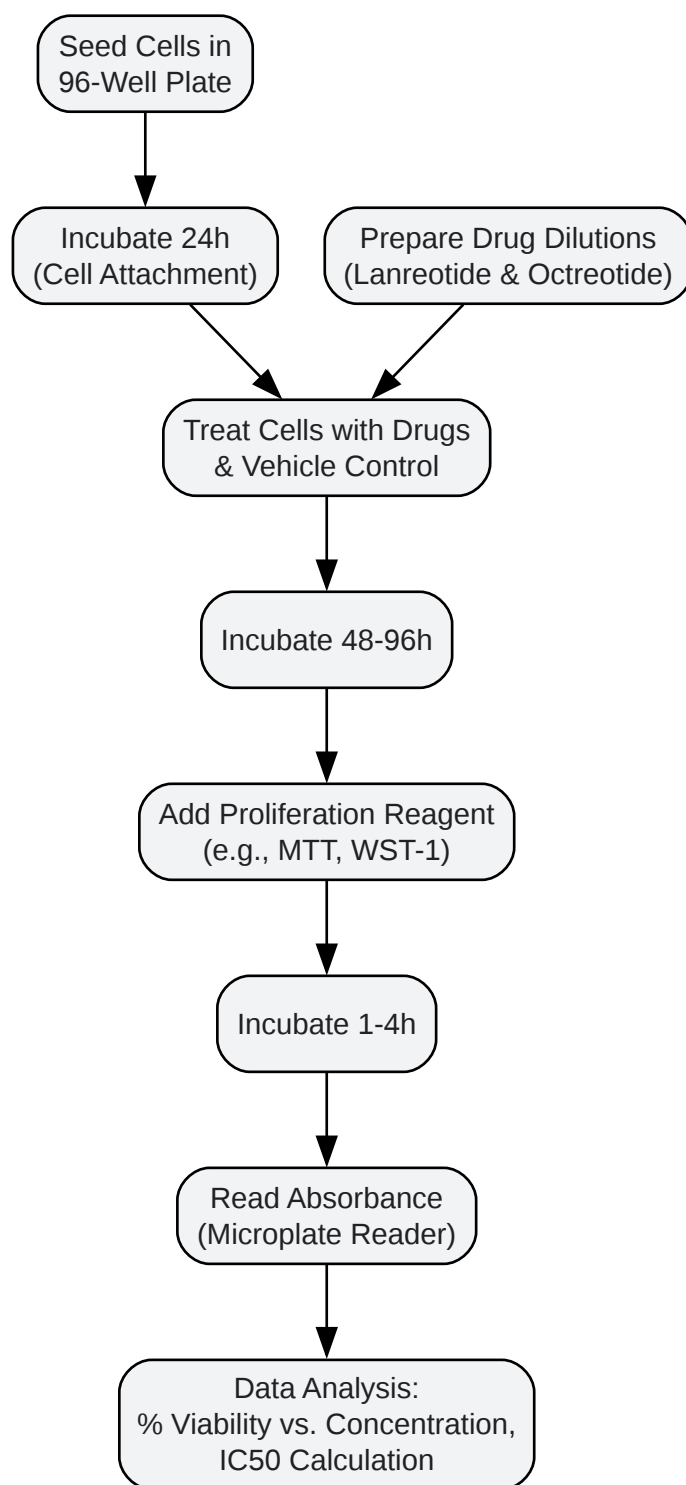 Seed Cells in
96-Well Plate
Incubate 24h
(Cell Attachment)
Prepare Drug Dilutions
(Lanreotide & Octreotide)
Treat Cells with Drugs
& Vehicle Control
Incubate 48-96h
Add Proliferation Reagent
(e.g., MTT, WST-1)
Incubate 1-4h
Read Absorbance
(Microplate Reader)
Data Analysis:
% Viability vs. Concentration,
IC50 Calculation